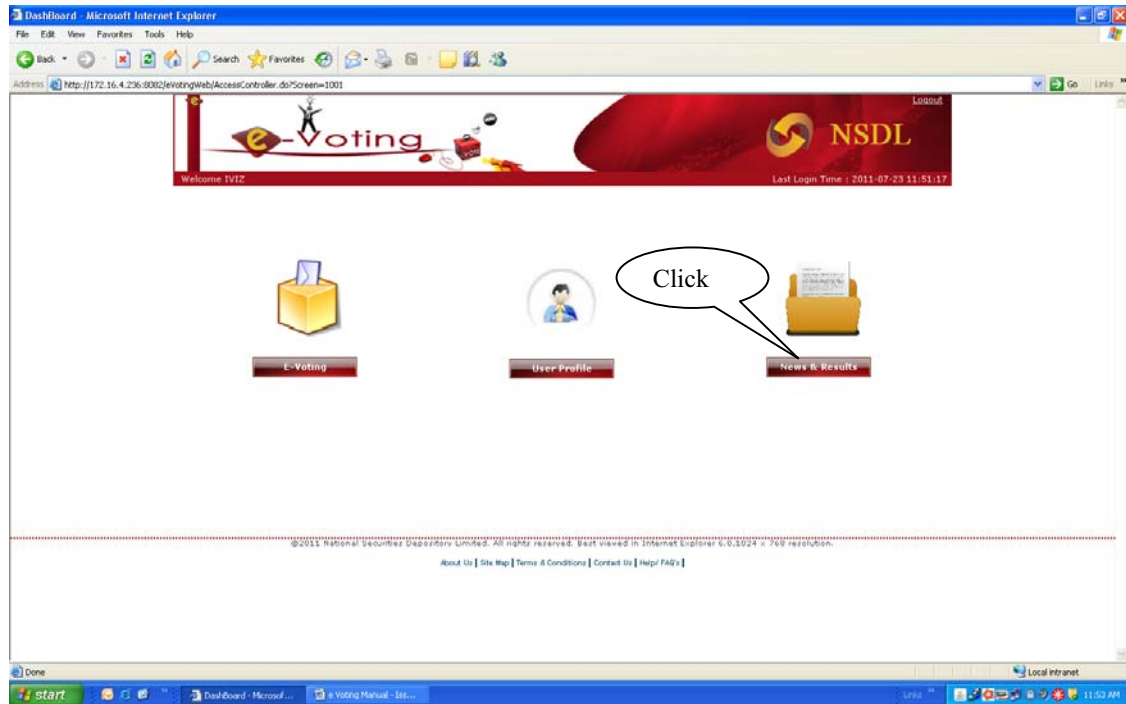 DashBoard - Microsoft Internet Explorer
File Edit View Favorites Tools Help
Back Search Favorites
Address http://172.16.4.236:8082/eVotingWeb/AccessController.do?Screen=1001 Go Links »
Logout
e-Voting NSDL
VOTE
Welcome IVIZ Last Login Time : 2011-07-23 11:51:17
Click
E-Voting User Profile News & Results
@2011 National Securities Depository Limited. All rights reserved. Best viewed in Internet Explorer 6.0,1024 x 768 resolution.
About Us | Site Map | Terms & Conditions | Contact Us | Help/ FAQ's |
Done Local intranet
start » DashBoard - Microsof... e Voting Manual - Iss... Links » 11:53 AM